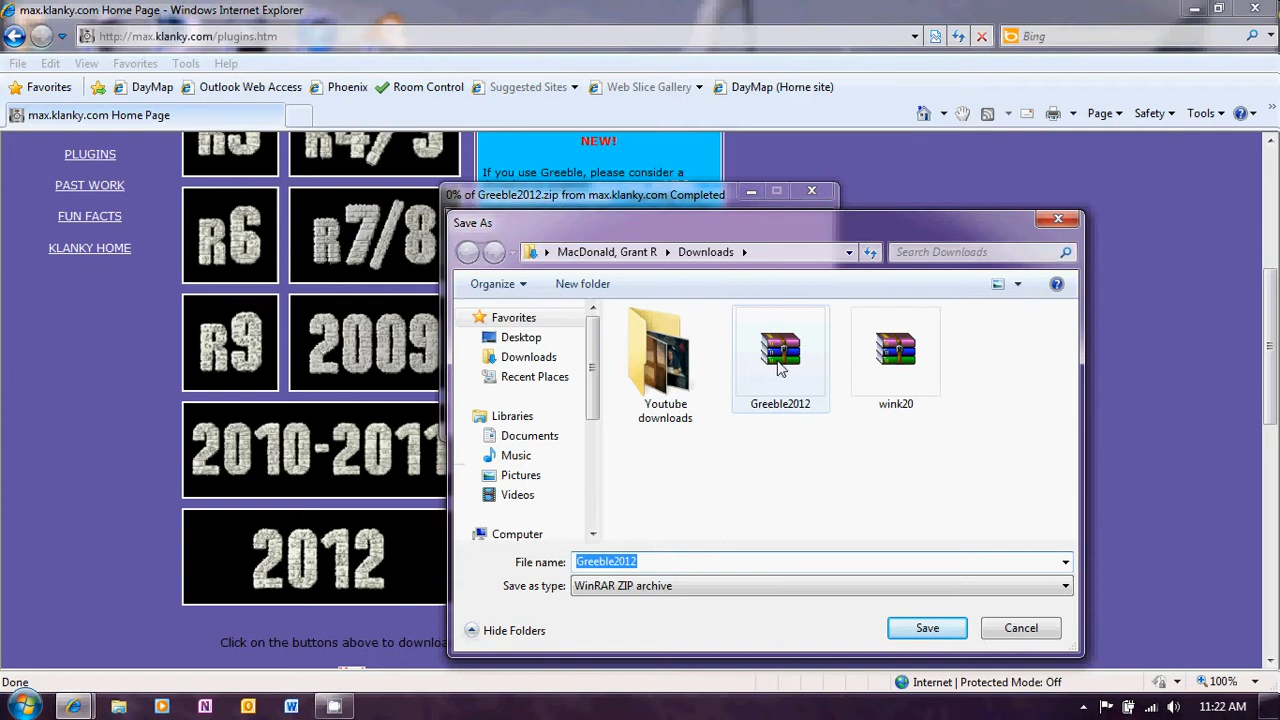 max.klanky.com Home Page - Windows Internet Explorer
http://max.klanky.com/plugins.htm
Bing
File Edit View Favorites Tools Help
Favorites DayMap Outlook Web Access Phoenix Room Control Suggested Sites Web Slice Gallery DayMap (Home site)
max.klanky.com Home Page
Page Safety Tools
PLUGINS
PAST WORK
FUN FACTS
KLANKY HOME
R4/5
R6
R7/8
R9
2009
2010-2011
2012
NEW!
If you use Greeble, please consider a
0% of Greeble2012.zip from max.klanky.com Completed
Save As
MacDonald, Grant R Downloads
Search Downloads
Organize New folder
Favorites
Desktop
Downloads
Recent Places
Libraries
Documents
Music
Pictures
Videos
Computer
Youtube
downloads
Greeble2012
wink20
File name: Greeble2012
Save as type: WinRAR ZIP archive
Hide Folders
Save
Cancel
Click on the buttons above to downloa
Done
Internet | Protected Mode: Off
100%
11:22 AM